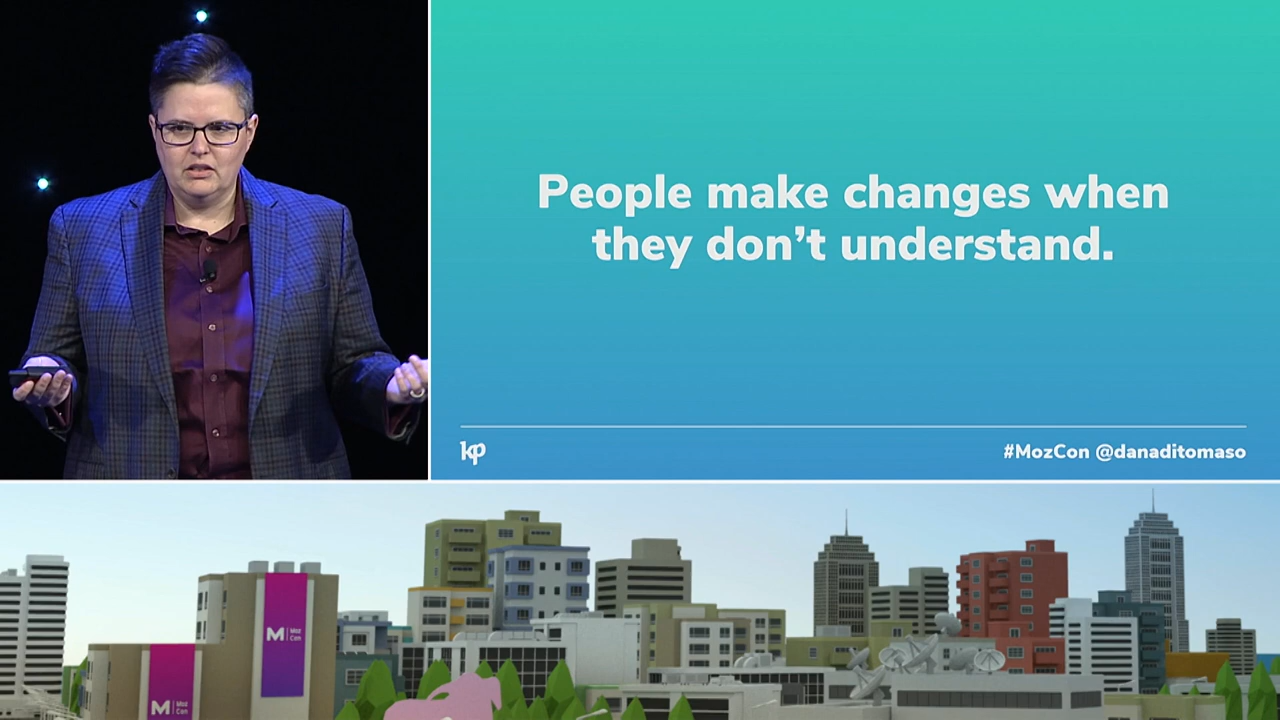 People make changes when
they don’t understand.
kp
#MozCon @danaditomaso
M Moz
Con
M Moz
Con